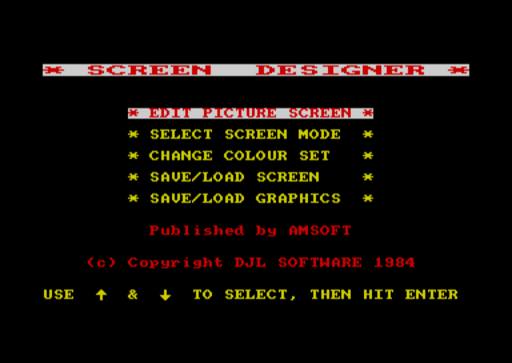 * SCREEN DESIGNER *
* EDIT PICTURE SCREEN *
* SELECT SCREEN MODE *
* CHANGE COLOUR SET *
* SAVE/LOAD SCREEN *
* SAVE/LOAD GRAPHICS *
Published by AMSOFT
(c) Copyright DJL SOFTWARE 1984
USE ↑ & ↓ TO SELECT, THEN HIT ENTER